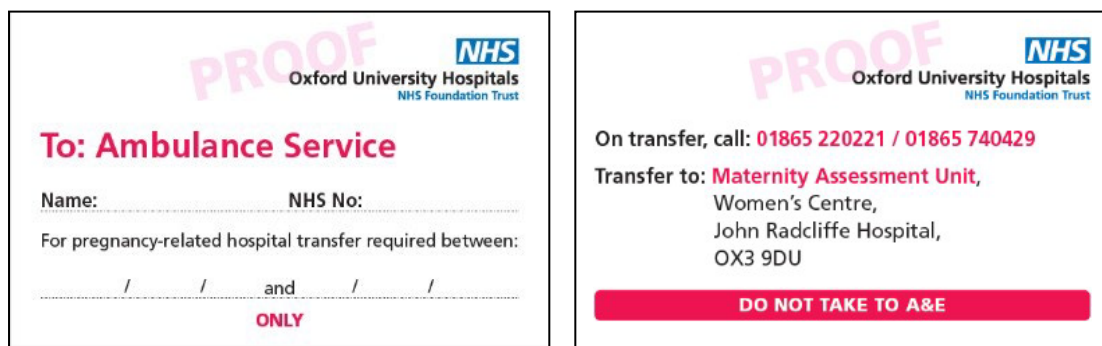 PROOF
NHS
Oxford University Hospitals
NHS Foundation Trust
To: Ambulance Service
Name: NHS No:
For pregnancy-related hospital transfer required between:
/ / and / /
ONLY
PROOF
NHS
Oxford University Hospitals
NHS Foundation Trust
On transfer, call: 01865 220221 / 01865 740429
Transfer to: Maternity Assessment Unit,
Women's Centre,
John Radcliffe Hospital,
OX3 9DU
DO NOT TAKE TO A&E